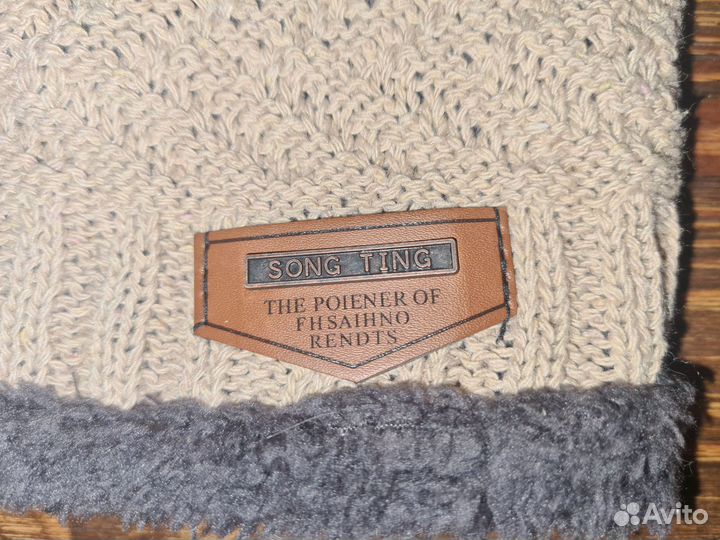 SONG TING
THE POIENER OF
FHSAIHNO
RENDTS
Avito